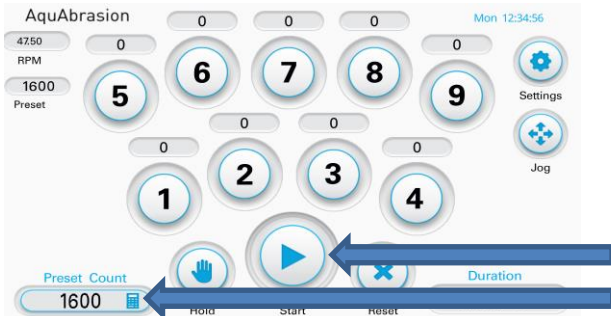 AquAbrasion
Mon 12:34:56
0 0 0
47.50
RPM
0 0
6 7 8
1600
Preset
5 9
Settings
0 0
0 0
2 3
Jog
1 4
Preset Count
Duration
1600
Hold Start Reset